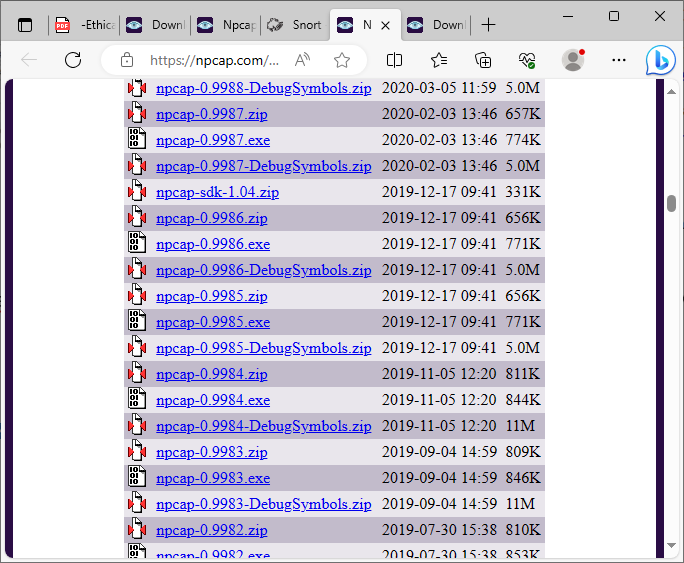 -Ethica
Downl
Npcap
Snort
N
Downl
https://npcap.com/...
npcap-0.9988-DebugSymbols.zip 2020-03-05 11:59 5.0M
npcap-0.9987.zip 2020-02-03 13:46 657K
npcap-0.9987.exe 2020-02-03 13:46 774K
npcap-0.9987-DebugSymbols.zip 2020-02-03 13:46 5.0M
npcap-sdk-1.04.zip 2019-12-17 09:41 331K
npcap-0.9986.zip 2019-12-17 09:41 656K
npcap-0.9986.exe 2019-12-17 09:41 771K
npcap-0.9986-DebugSymbols.zip 2019-12-17 09:41 5.0M
npcap-0.9985.zip 2019-12-17 09:41 656K
npcap-0.9985.exe 2019-12-17 09:41 771K
npcap-0.9985-DebugSymbols.zip 2019-12-17 09:41 5.0M
npcap-0.9984.zip 2019-11-05 12:20 811K
npcap-0.9984.exe 2019-11-05 12:20 844K
npcap-0.9984-DebugSymbols.zip 2019-11-05 12:20 11M
npcap-0.9983.zip 2019-09-04 14:59 809K
npcap-0.9983.exe 2019-09-04 14:59 846K
npcap-0.9983-DebugSymbols.zip 2019-09-04 14:59 11M
npcap-0.9982.zip 2019-07-30 15:38 810K
npcap-0.9982.exe 2019-07-30 15:38 853K